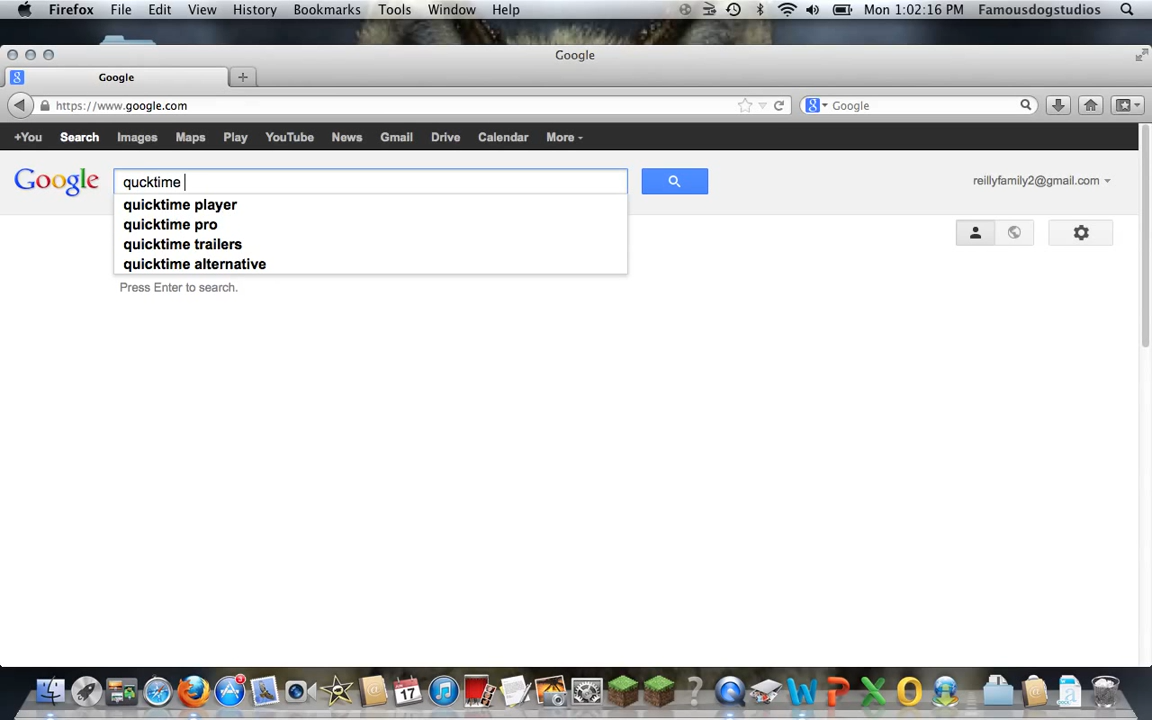 Firefox File Edit View History Bookmarks Tools Window Help Mon 1:02:16 PM Famousdogstudios
Google
Google
https://www.google.com Google
+You Search Images Maps Play YouTube News Gmail Drive Calendar More
Google qucktime reillyfamily2@gmail.com
quicktime player
quicktime pro
quicktime trailers
quicktime alternative
Press Enter to search.
3
17